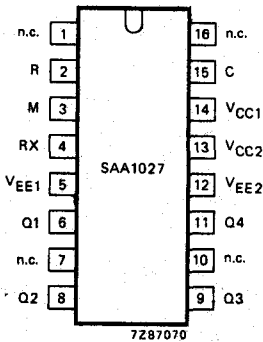 n.c. 1 16 n.c.
R 2 15 C
M 3 14 VCC1
RX 4 13 VCC2
SAA1027
VEE1 5 12 VEE2
Q1 6 11 Q4
n.c. 7 10 n.c.
Q2 8 9 Q3
7Z87070